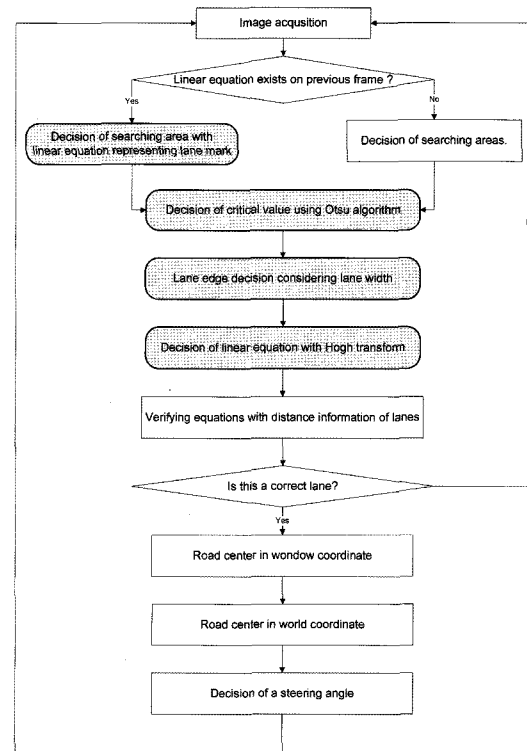 Image acqusition
Linear equation exists on previous frame ?
Yes
No
Decision of searching area with
linear equation representing lane mark
Decision of searching areas.
Decision of critical value using Otsu algorithm
Lane edge decision considering lane width
Decision of linear equation with Hogh transform
Verifying equations with distance information of lanes
Is this a correct lane?
Yes
Road center in wondow coordinate
Road center in world coordinate
Decision of a steering angle